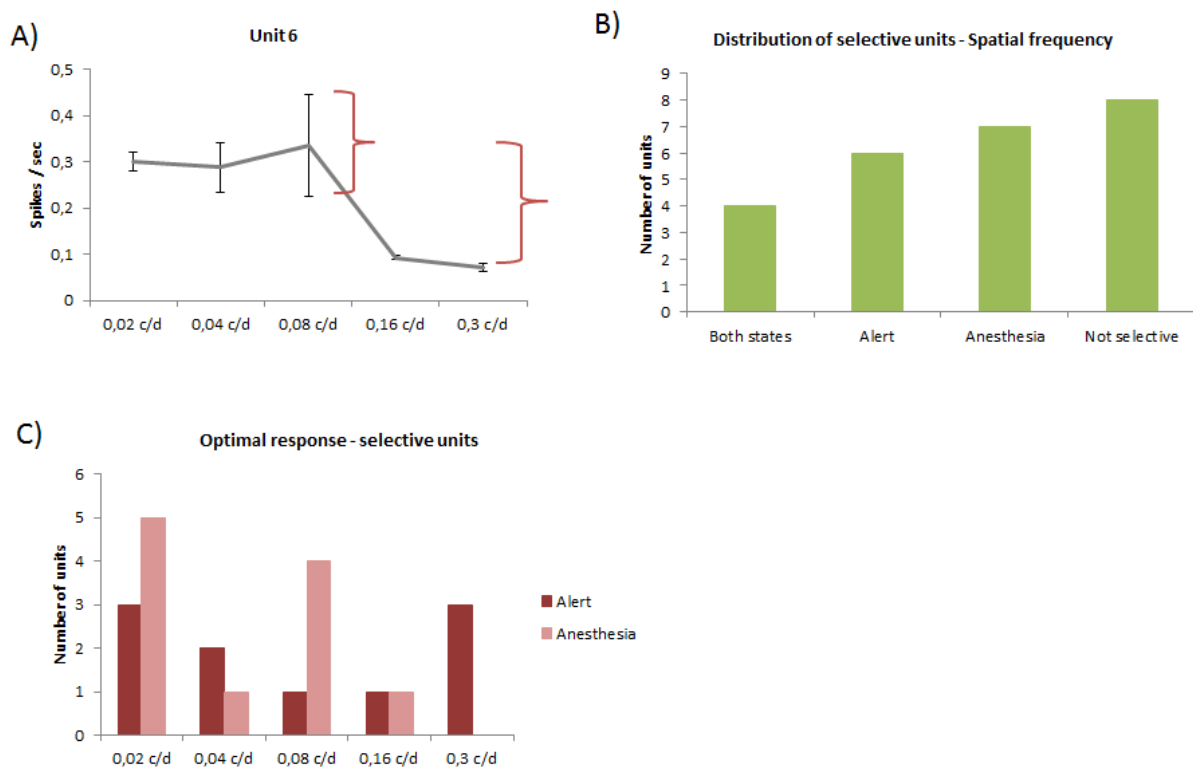 A)
Unit 6
0,5
0,4
0,3
0,2
0,1
0
Spikes / sec
0,02 c/d 0,04 c/d 0,08 c/d 0,16 c/d 0,3 c/d
B)
Distribution of selective units - Spatial frequency
9
8
7
6
5
4
3
2
1
0
Number of units
Both states Alert Anesthesia Not selective
C)
Optimal response - selective units
6
5
4
3
2
1
0
Number of units
0,02 c/d 0,04 c/d 0,08 c/d 0,16 c/d 0,3 c/d
Alert
Anesthesia